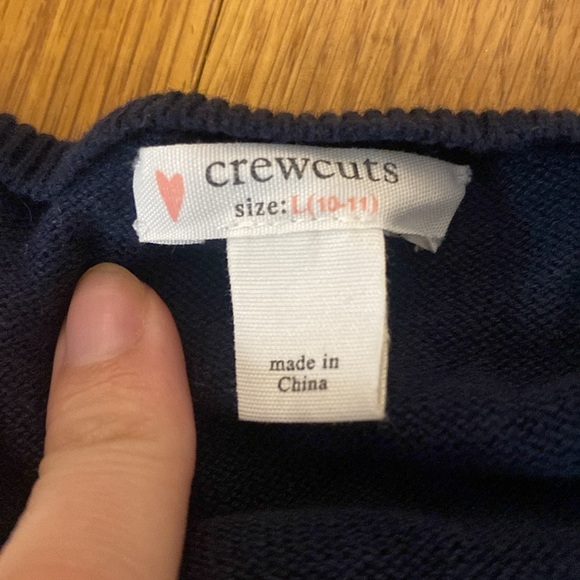 crewcuts
size: L(10-11)
made in
China